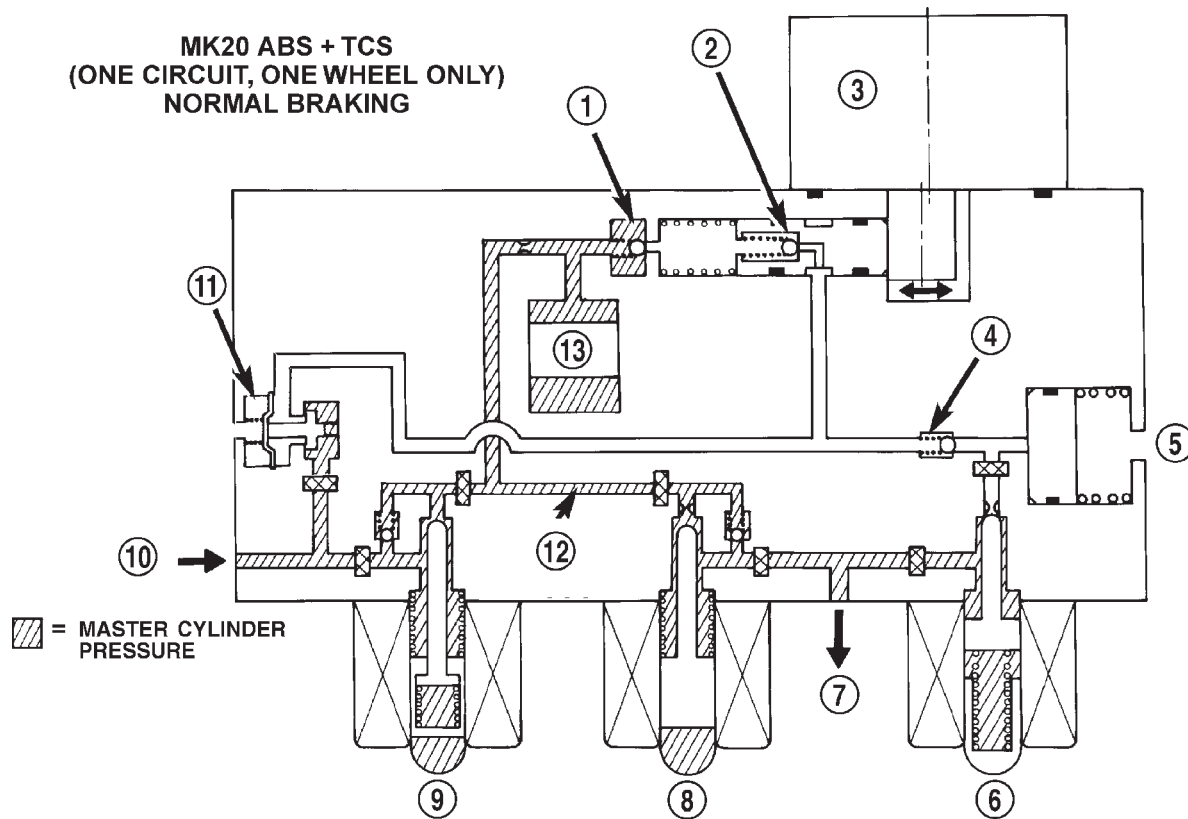 MK20 ABS + TCS
(ONE CIRCUIT, ONE WHEEL ONLY)
NORMAL BRAKING
1
2
3
4
5
6
7
8
9
10
11
12
13
= MASTER CYLINDER
PRESSURE